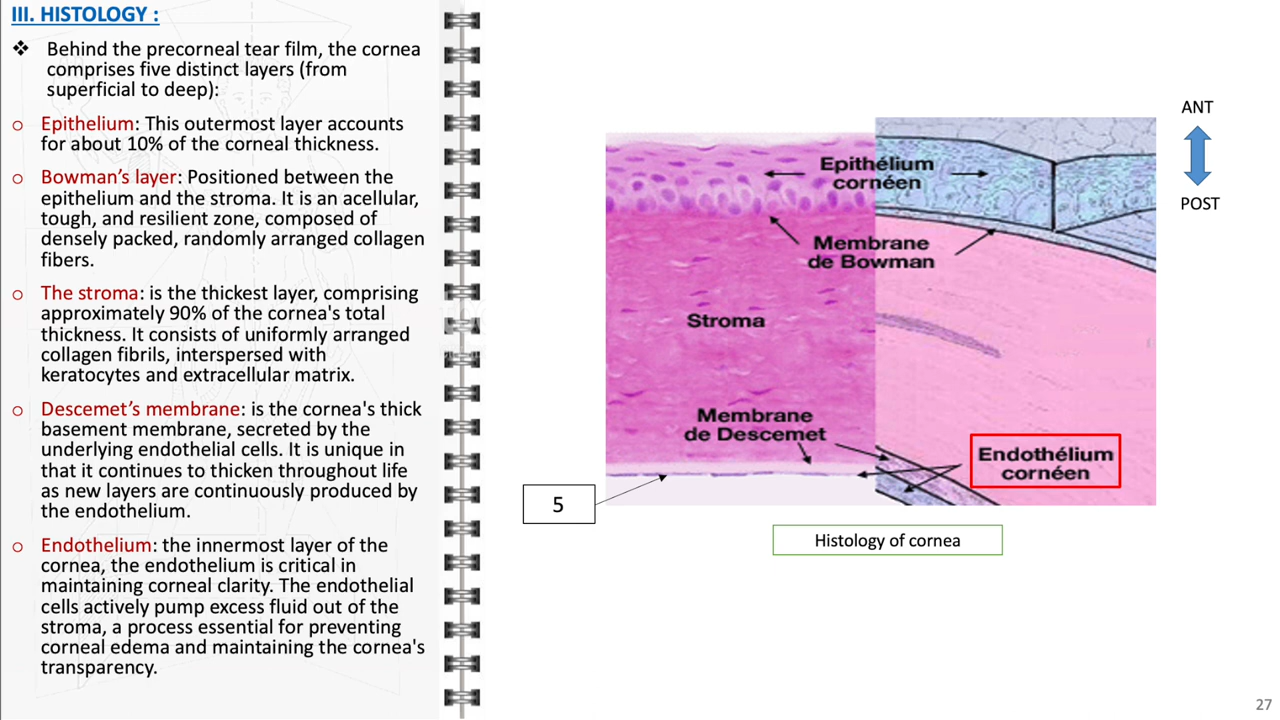 III. HISTOLOGY :
❖ Behind the precorneal tear film, the cornea
comprises five distinct layers (from
superficial to deep):
o Epithelium: This outermost layer accounts
for about 10% of the corneal thickness.
o Bowman's layer: Positioned between the
epithelium and the stroma. It is an acellular,
tough, and resilient zone, composed of
densely packed, randomly arranged collagen
fibers.
o The stroma: is the thickest layer, comprising
approximately 90% of the cornea's total
thickness. It consists of uniformly arranged
collagen fibrils, interspersed with
keratocytes and extracellular matrix.
o Descemet's membrane: is the cornea's thick
basement membrane, secreted by the
underlying endothelial cells. It is unique in
that it continues to thicken throughout life
as new layers are continuously produced by
the endothelium.
o Endothelium: the innermost layer of the
cornea, the endothelium is critical in
maintaining corneal clarity. The endothelial
cells actively pump excess fluid out of the
stroma, a process essential for preventing
corneal edema and maintaining the cornea's
transparency.
ANT
POST
Epithélium
cornéen
Membrane
de Bowman
Stroma
Membrane
de Descemet
Endothélium
cornéen
5
Histology of cornea
27